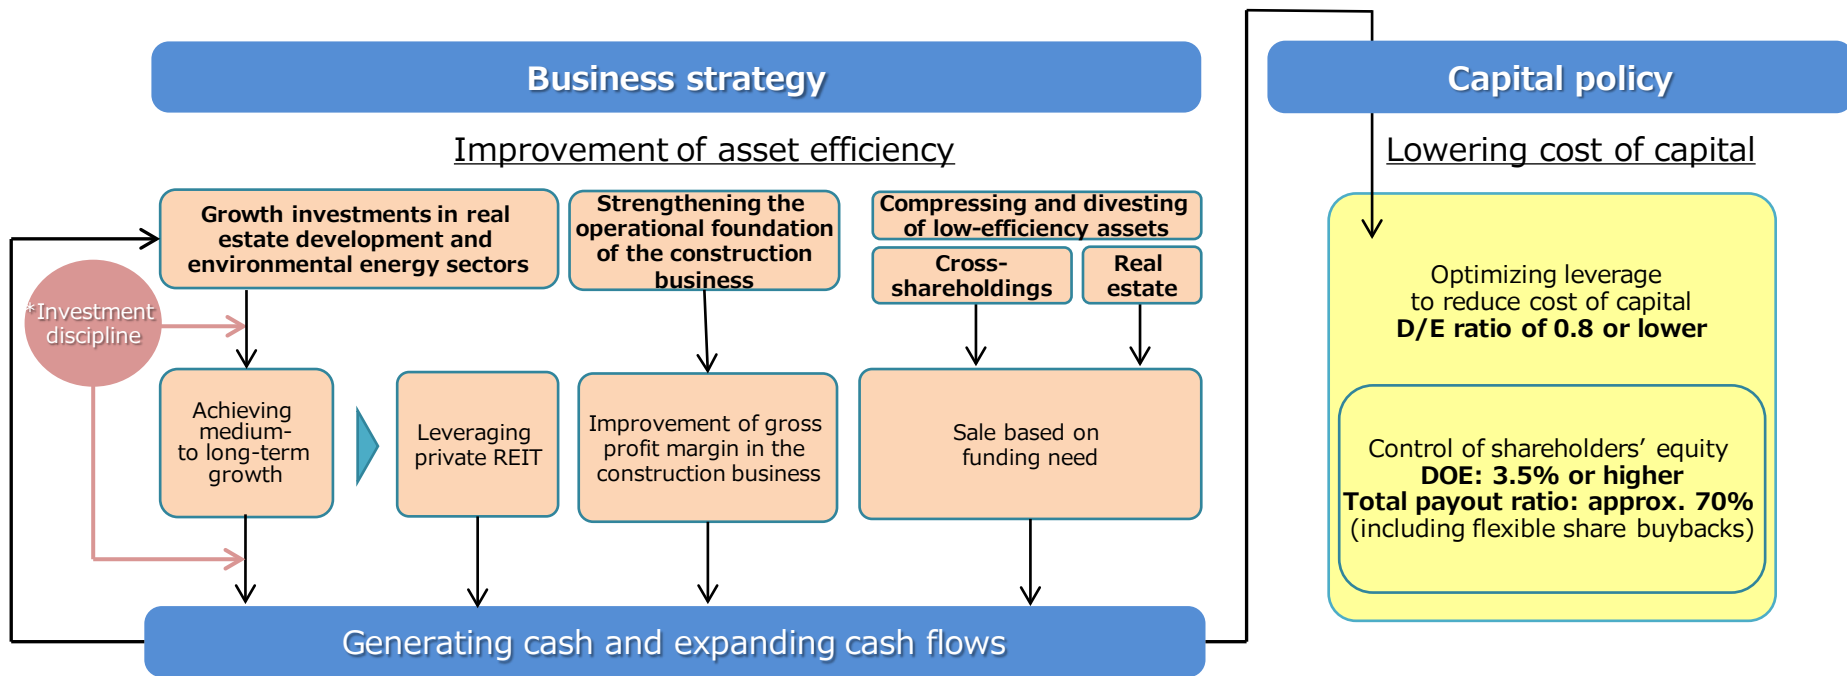 Business strategy
Capital policy
Improvement of asset efficiency
Lowering cost of capital
Growth investments in real
estate development and
environmental energy sectors
Strengthening the
operational foundation
of the construction
business
Compressing and divesting
of low-efficiency assets
Cross-
shareholdings
Real
estate
*Investment
discipline
Achieving
medium-
to long-term
growth
Leveraging
private REIT
Improvement of gross
profit margin in the
construction business
Sale based on
funding need
Optimizing leverage
to reduce cost of capital
D/E ratio of 0.8 or lower
Control of shareholders’ equity
DOE: 3.5% or higher
Total payout ratio: approx. 70%
(including flexible share buybacks)
Generating cash and expanding cash flows